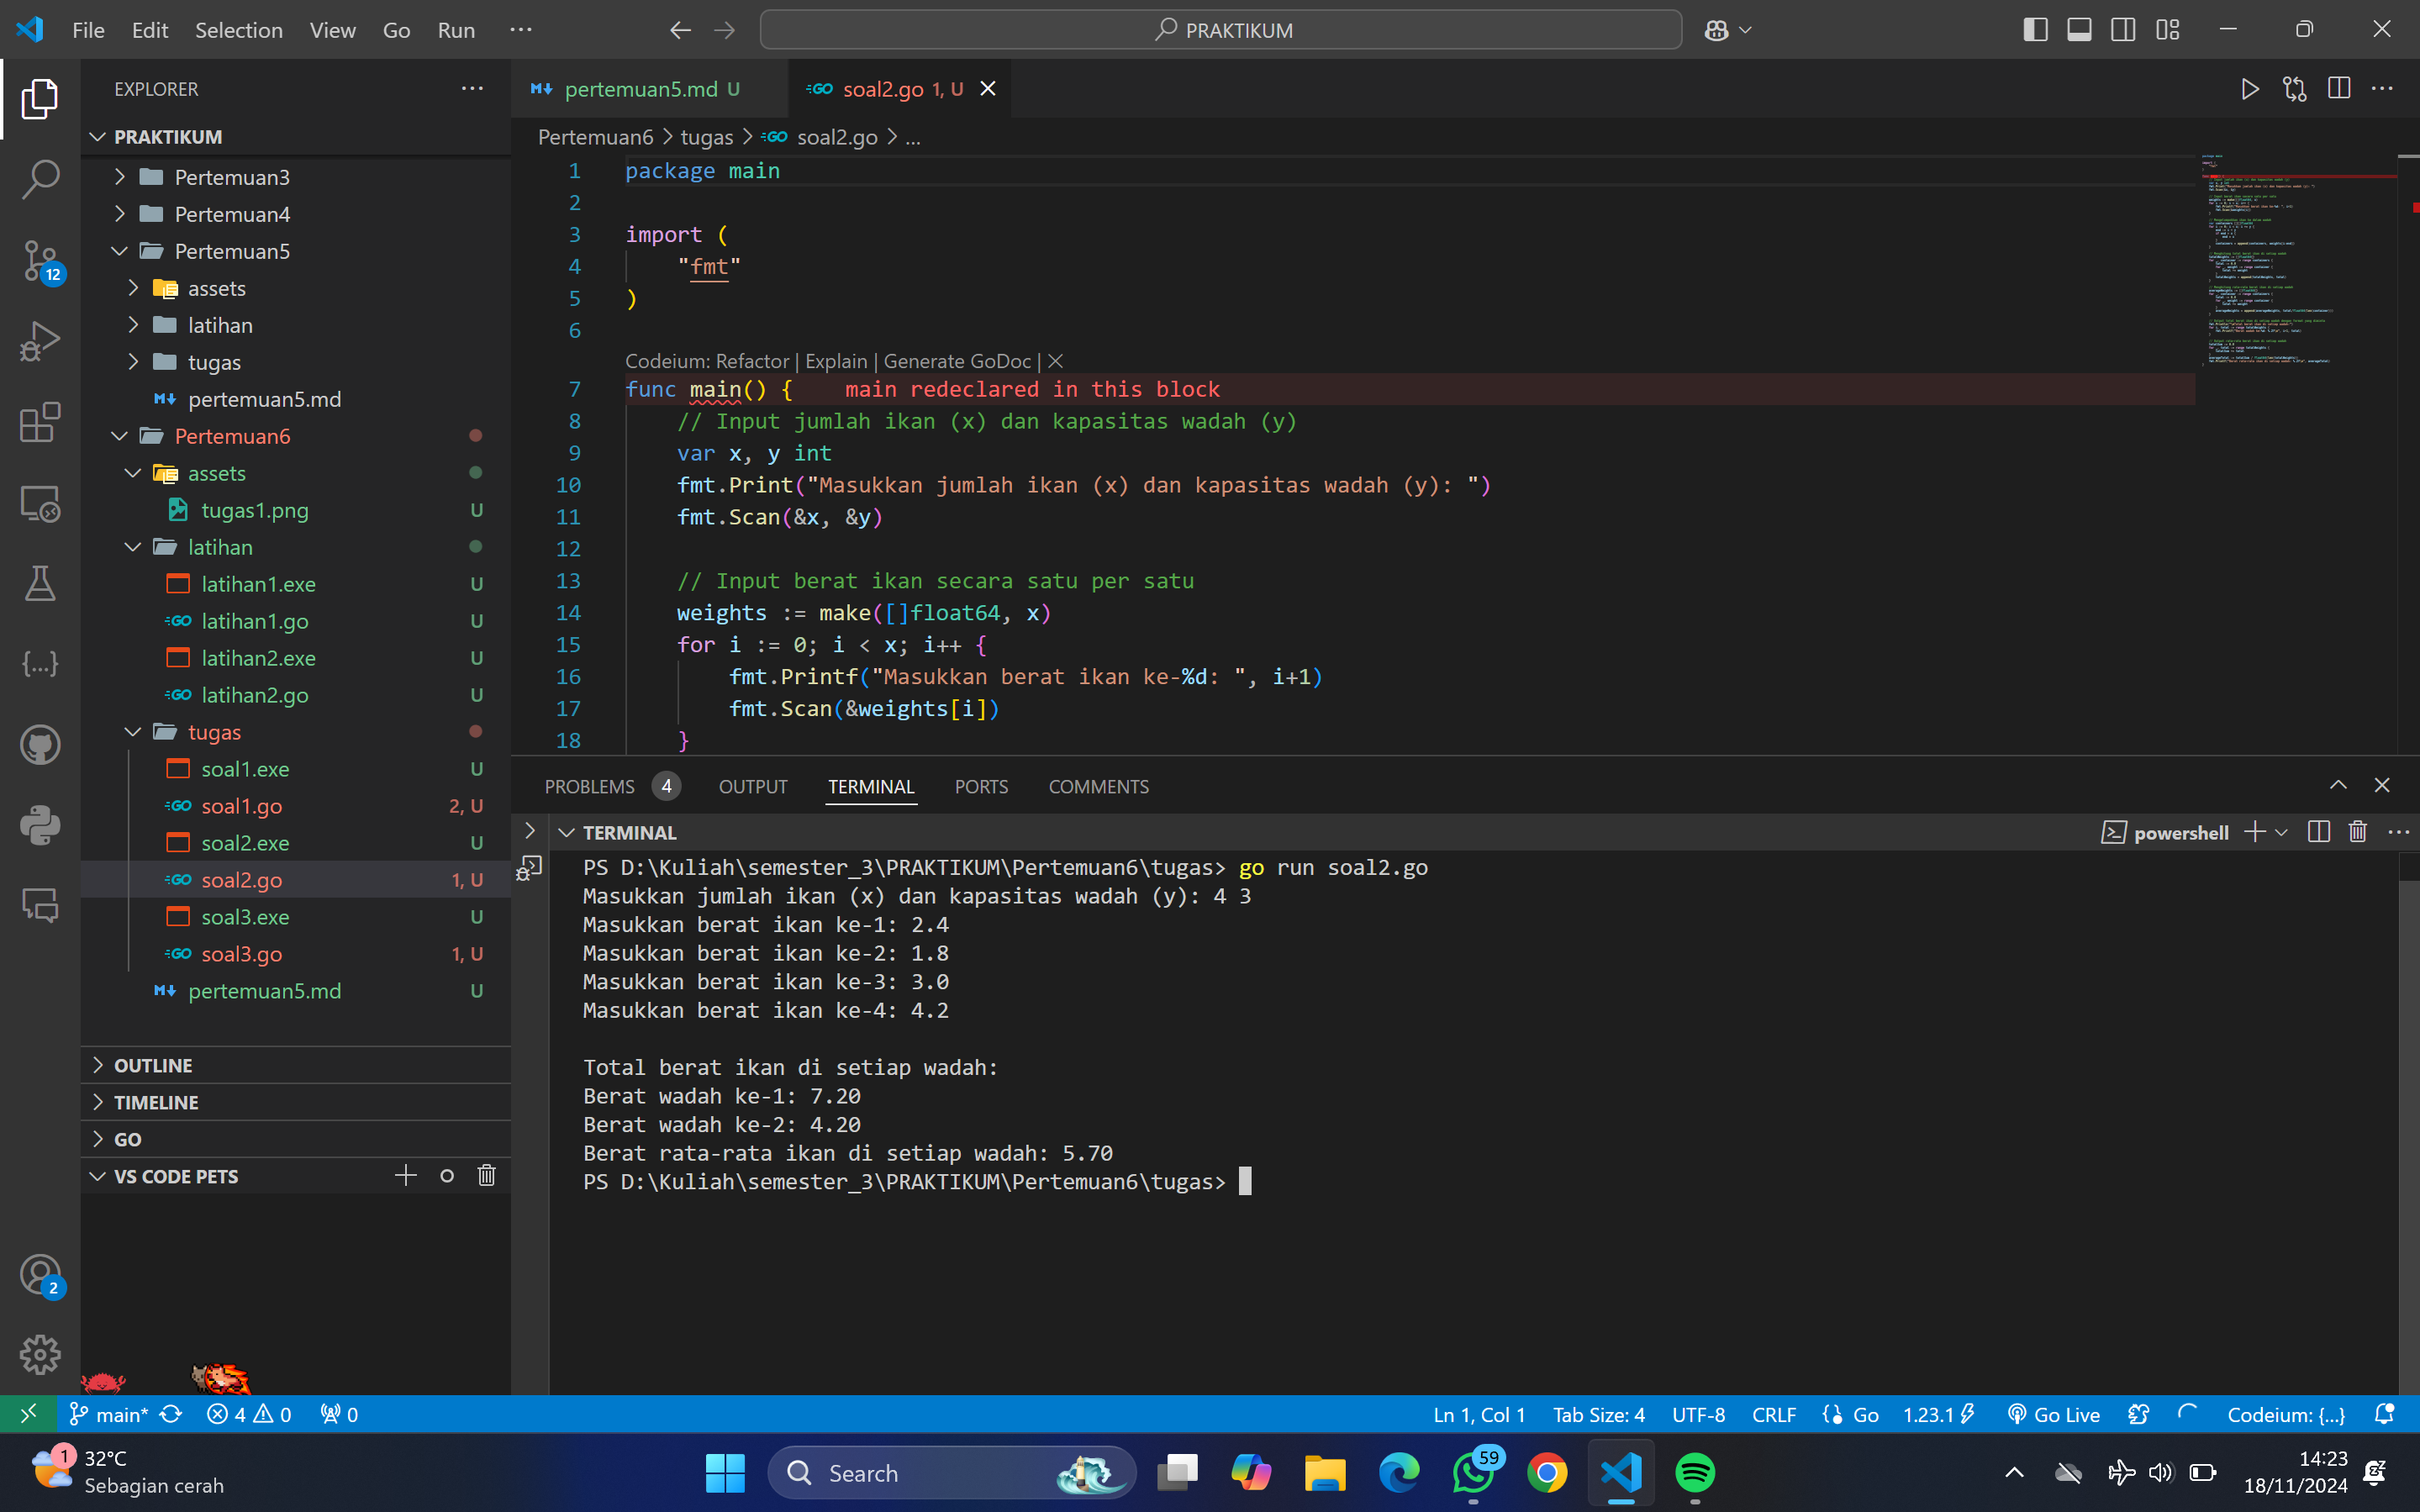 File Edit Selection View Go Run ··· PRAKTIKUM
EXPLORER
PRAKTIKUM
Pertemuan3
Pertemuan4
Pertemuan5
assets
latihan
tugas
pertemuan5.md
Pertemuan6
assets
tugas1.png U
latihan
latihan1.exe U
latihan1.go U
latihan2.exe U
latihan2.go U
tugas
soal1.exe U
soal1.go 2, U
soal2.exe U
soal2.go 1, U
soal3.exe U
soal3.go 1, U
pertemuan5.md U
OUTLINE
TIMELINE
GO
VS CODE PETS
12
2
pertemuan5.md U soal2.go 1, U
Pertemuan6 > tugas > soal2.go > ...
1 package main
2
3 import (
4 "fmt"
5 )
6
Codeium: Refactor | Explain | Generate GoDoc | ×
7 func main() { main redeclared in this block
8 // Input jumlah ikan (x) dan kapasitas wadah (y)
9 var x, y int
10 fmt.Print("Masukkan jumlah ikan (x) dan kapasitas wadah (y): ")
11 fmt.Scan(&x, &y)
12
13 // Input berat ikan secara satu per satu
14 weights := make([]float64, x)
15 for i := 0; i < x; i++ {
16 fmt.Printf("Masukkan berat ikan ke-%d: ", i+1)
17 fmt.Scan(&weights[i])
18 }
PROBLEMS 4 OUTPUT TERMINAL PORTS COMMENTS
TERMINAL powershell
PS D:\Kuliah\semester_3\PRAKTIKUM\Pertemuan6\tugas> go run soal2.go
Masukkan jumlah ikan (x) dan kapasitas wadah (y): 4 3
Masukkan berat ikan ke-1: 2.4
Masukkan berat ikan ke-2: 1.8
Masukkan berat ikan ke-3: 3.0
Masukkan berat ikan ke-4: 4.2

Total berat ikan di setiap wadah:
Berat wadah ke-1: 7.20
Berat wadah ke-2: 4.20
Berat rata-rata ikan di setiap wadah: 5.70
PS D:\Kuliah\semester_3\PRAKTIKUM\Pertemuan6\tugas>
main* 4 0 0 Ln 1, Col 1 Tab Size: 4 UTF-8 CRLF Go 1.23.1 Go Live Codeium: {...}
1 32°C
Sebagian cerah
Search
59
14:23
18/11/2024